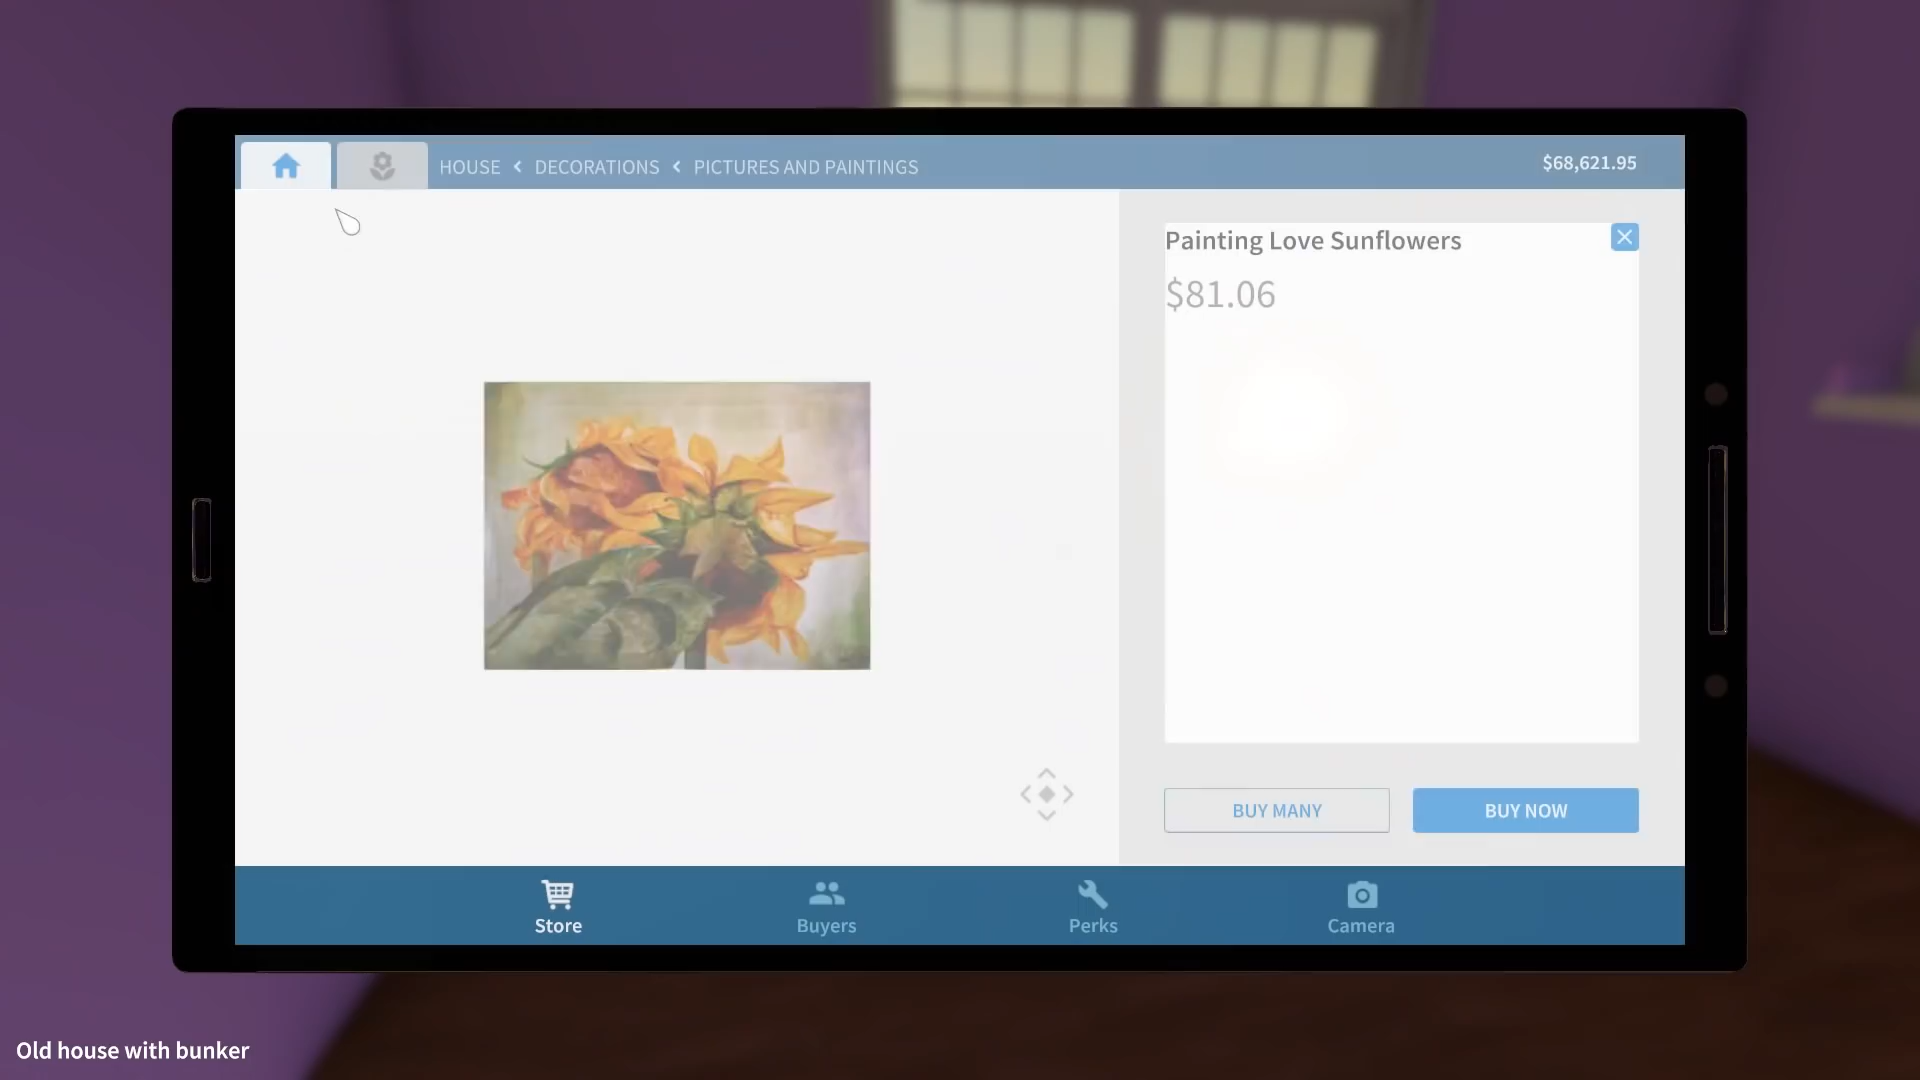 HOUSE < DECORATIONS < PICTURES AND PAINTINGS
$68,621.95
Painting Love Sunflowers
$81.06
BUY MANY
BUY NOW
Store
Buyers
Perks
Camera
Old house with bunker